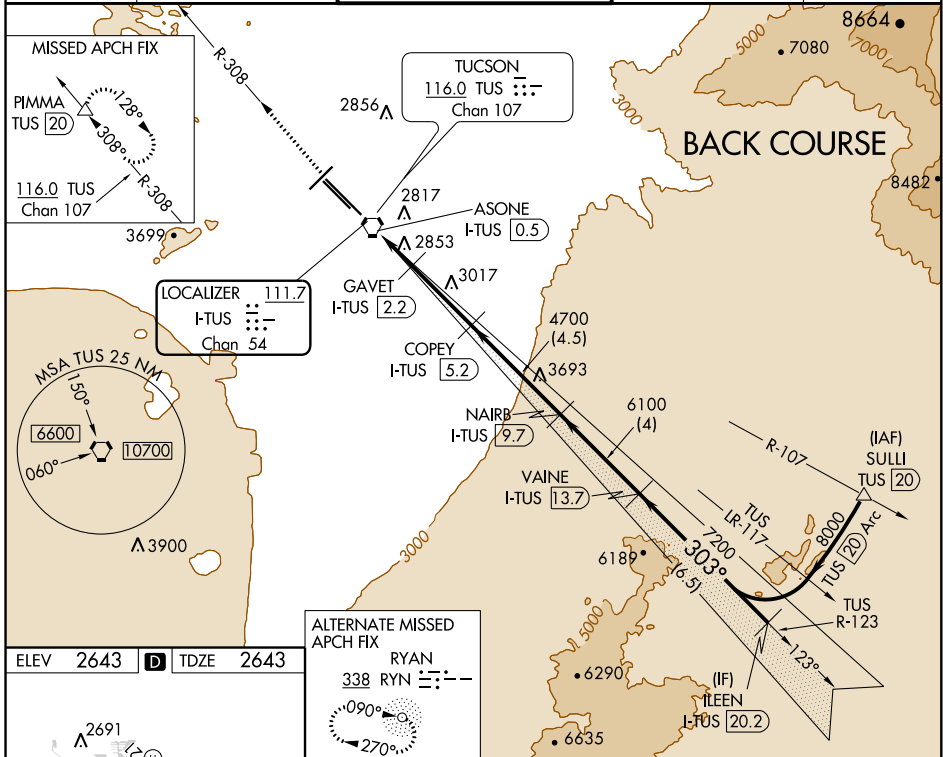 MISSED APCH FIX
PIMMA
TUS 20
128°
308°
116.0 TUS
Chan 107
R-308
R-308
R-308
3699
2856
TUCSON
116.0 TUS
Chan 107
8664
5000
7080
7000
3000
BACK COURSE
8482
2817
ASONE
I-TUS 0.5
2853
GAVET
I-TUS 2.2
3017
LOCALIZER 111.7
I-TUS
Chan 54
COPEY
I-TUS 5.2
4700
(4.5)
3693
MSA TUS 25 NM
150°
6600
10700
060°
NAIRB
I-TUS 9.7
6100
(4)
R-107
(IAF)
SULLI
TUS 20
VAINE
I-TUS 13.7
TUS
LR-117
8000
TUS 20 Arc
7200
303°
(6.5)
3900
3000
6189
TUS
R-123
123°
5000
(IF)
ILEEN
I-TUS 20.2
6290
6635
ALTERNATE MISSED
APCH FIX
RYAN
338 RYN
090°
270°
ELEV 2643 D TDZE 2643
2691